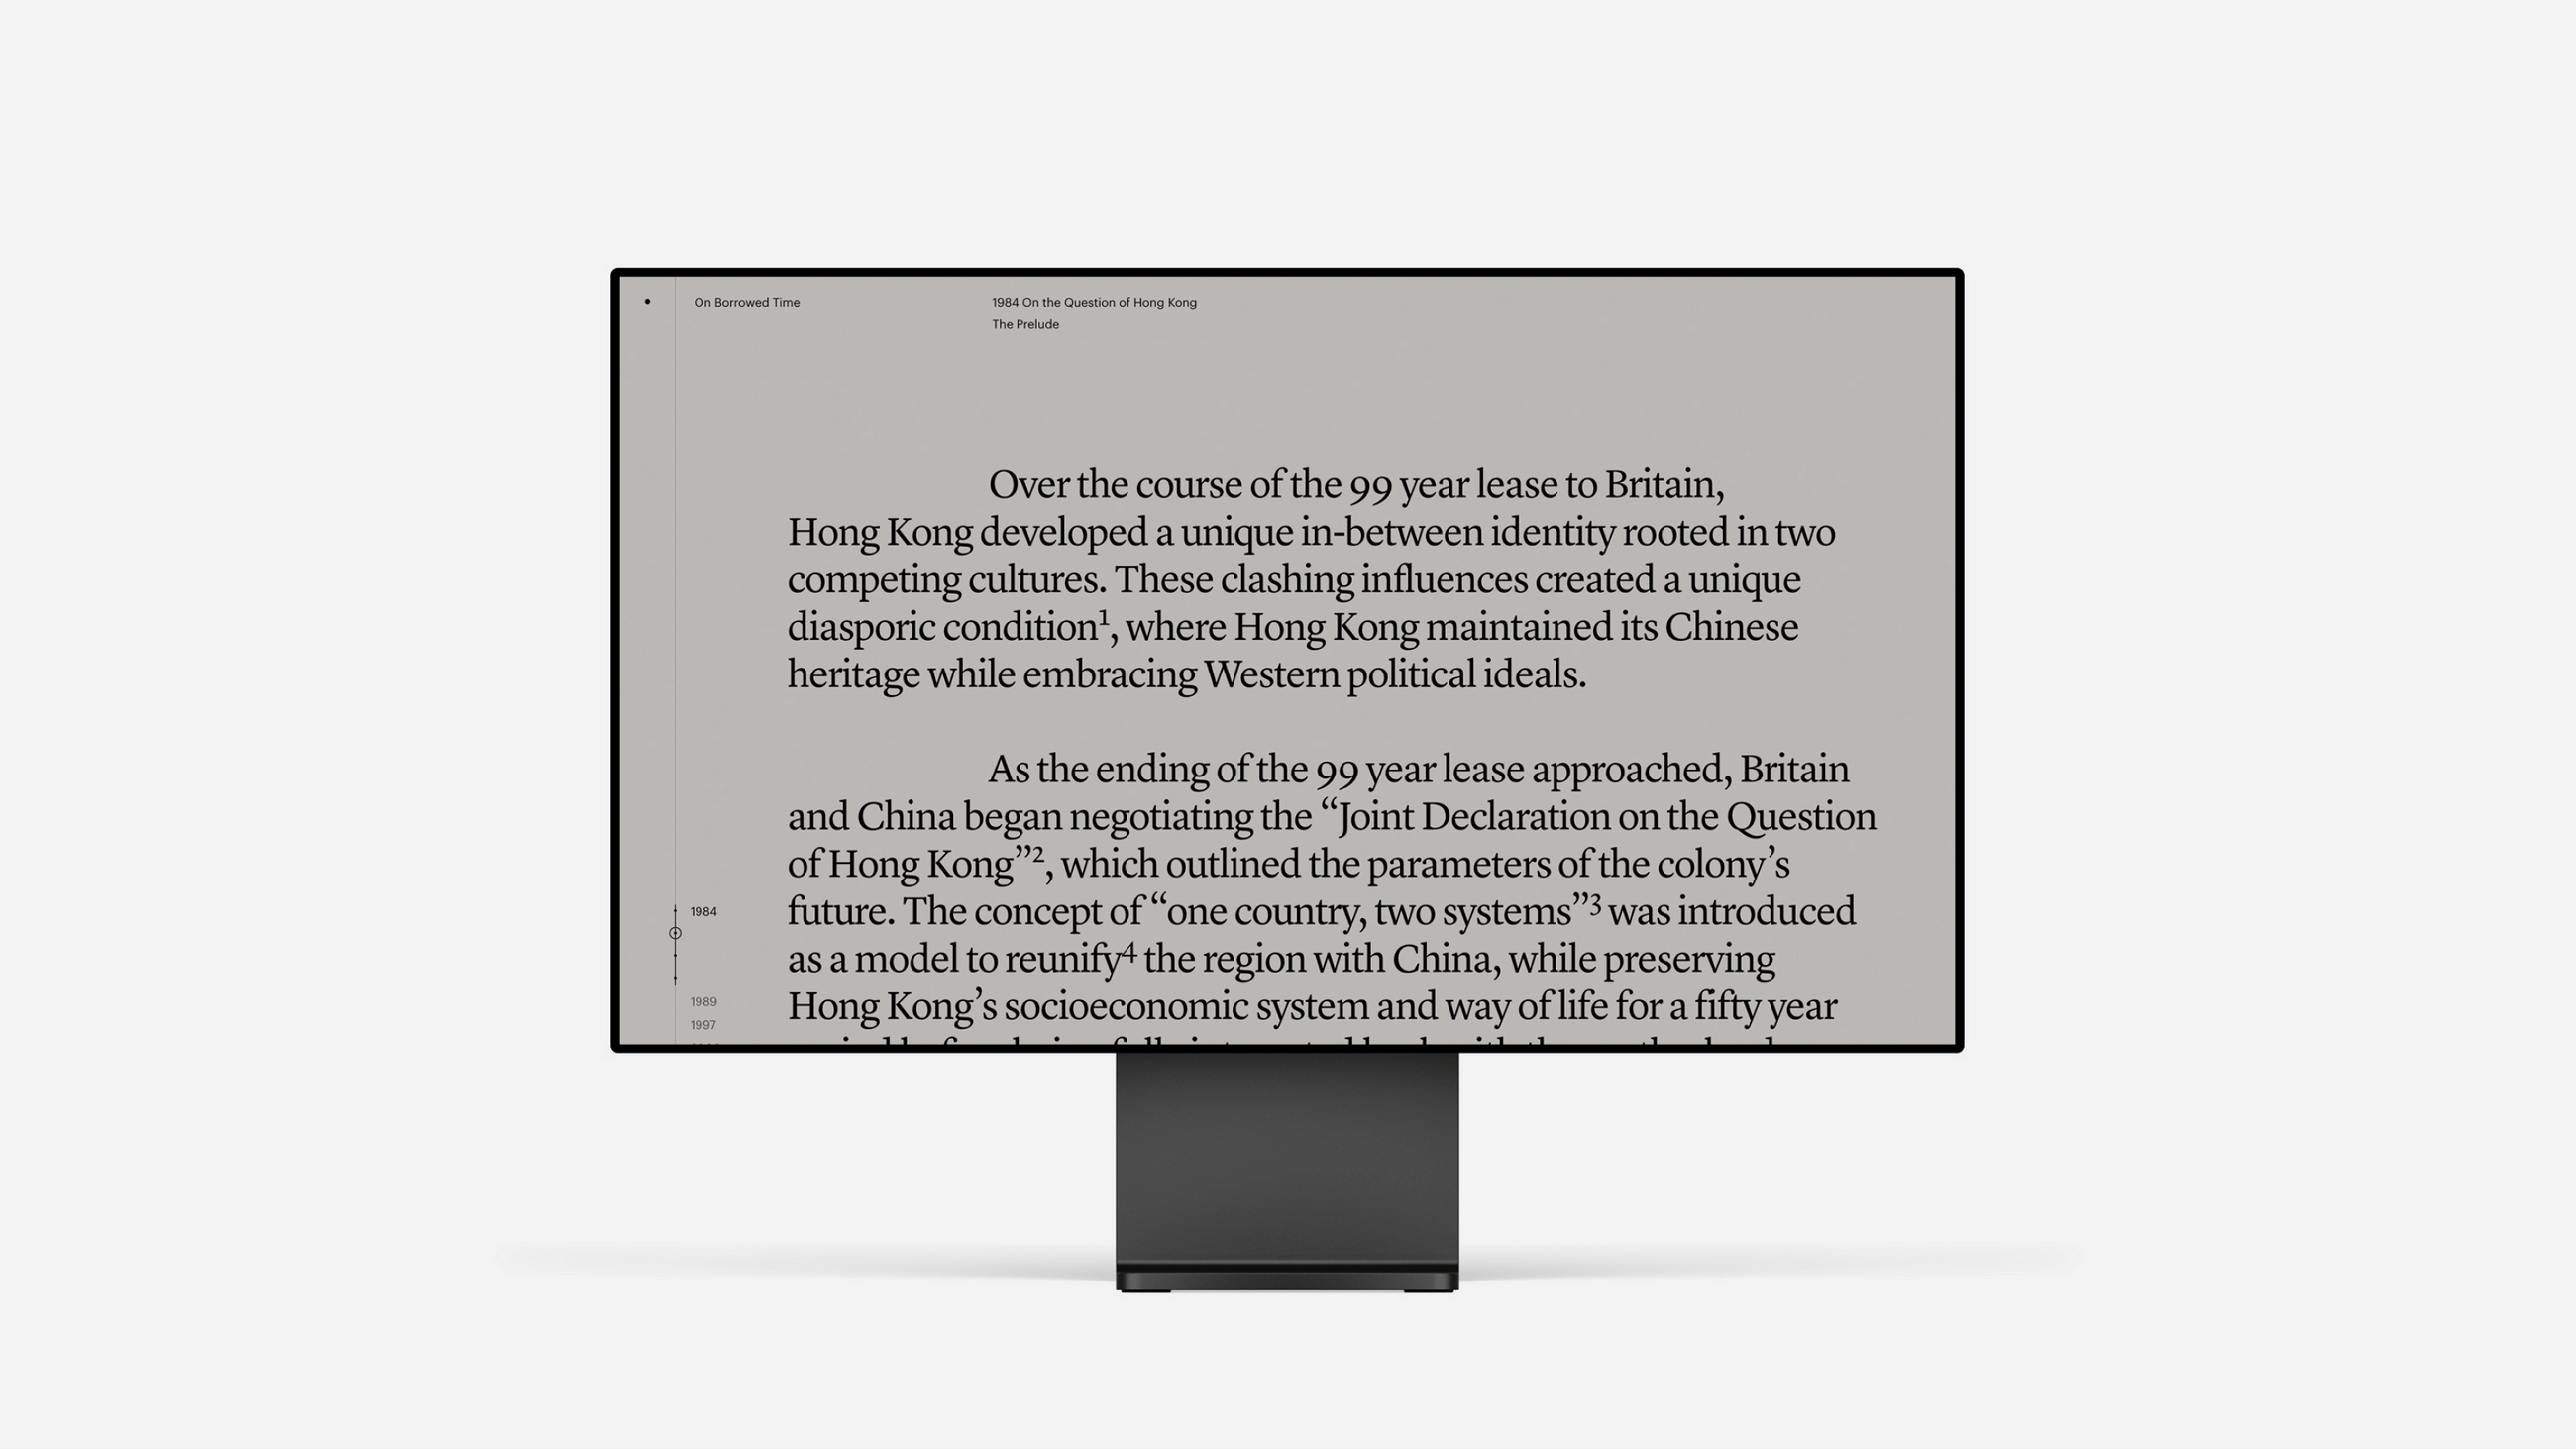 On Borrowed Time
1984 On the Question of Hong Kong
The Prelude
Over the course of the 99 year lease to Britain,
Hong Kong developed a unique in-between identity rooted in two
competing cultures. These clashing influences created a unique
diasporic condition¹, where Hong Kong maintained its Chinese
heritage while embracing Western political ideals.
As the ending of the 99 year lease approached, Britain
and China began negotiating the “Joint Declaration on the Question
of Hong Kong”², which outlined the parameters of the colony’s
future. The concept of “one country, two systems”³ was introduced
as a model to reunify⁴ the region with China, while preserving
Hong Kong’s socioeconomic system and way of life for a fifty year
1984
1989
1997